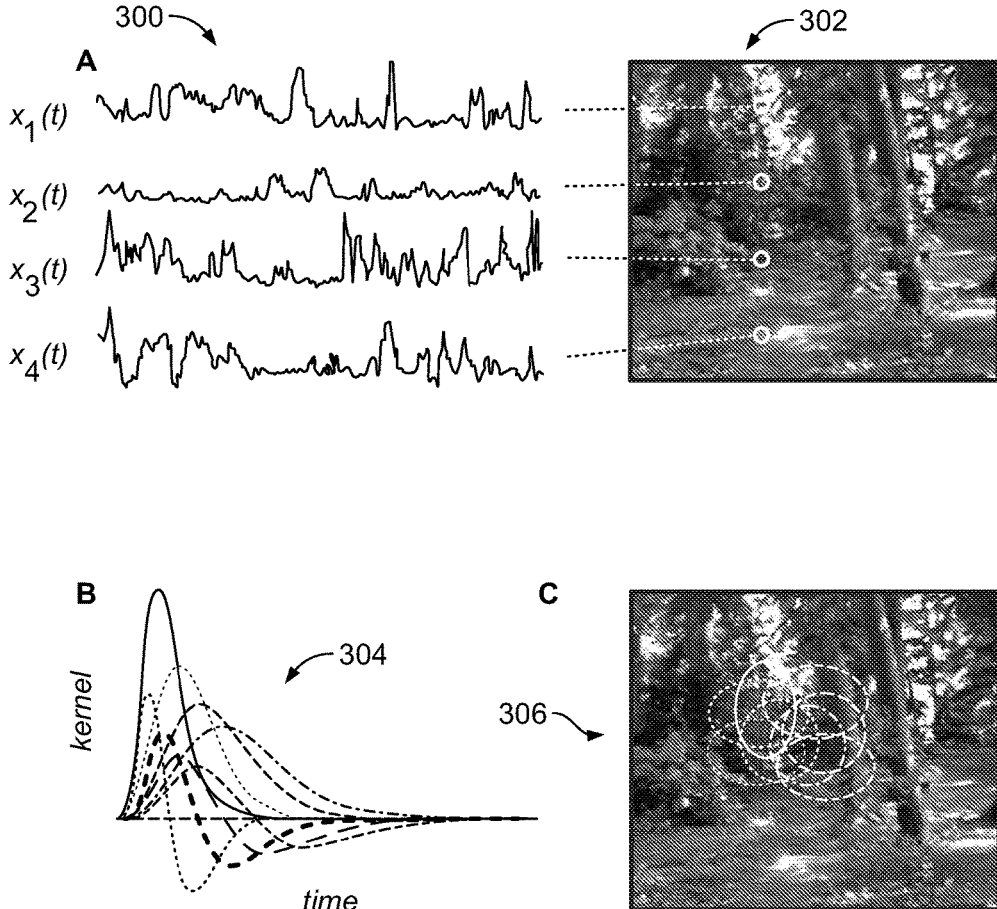 300
302
A
x1(t)
x2(t)
x3(t)
x4(t)
B
C
304
306
kernel
time